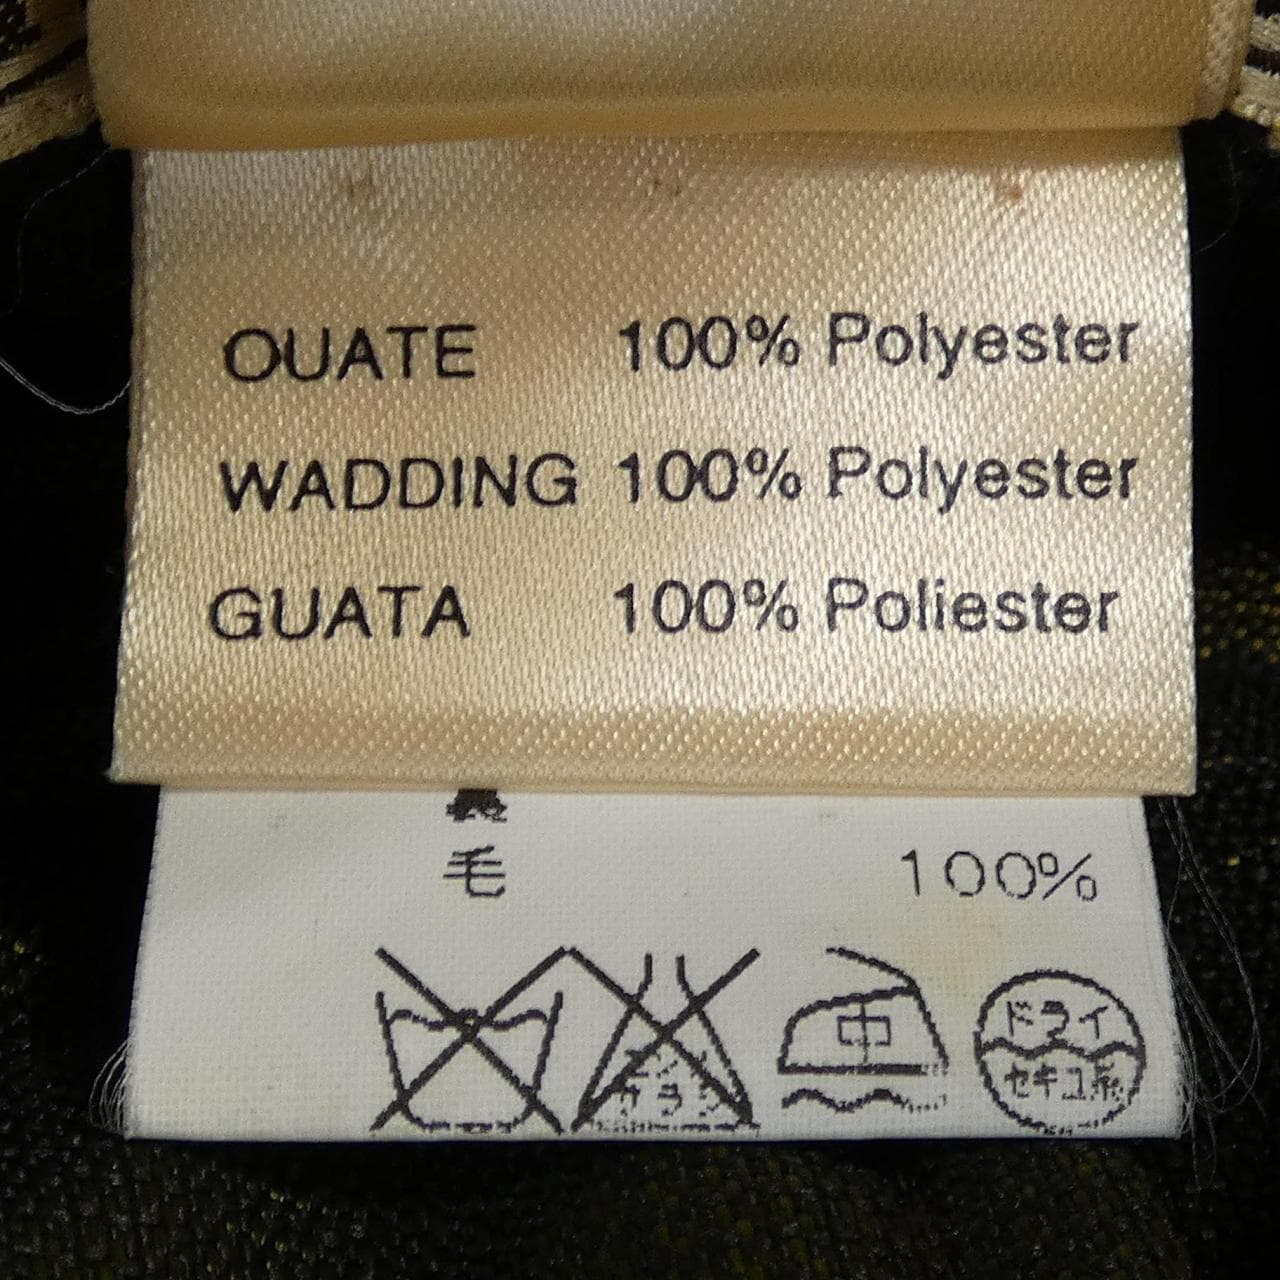 OUATE 100% Polyester
WADDING 100% Polyester
GUATA 100% Poliester
毛 100%
中
ドライ
セキユ系